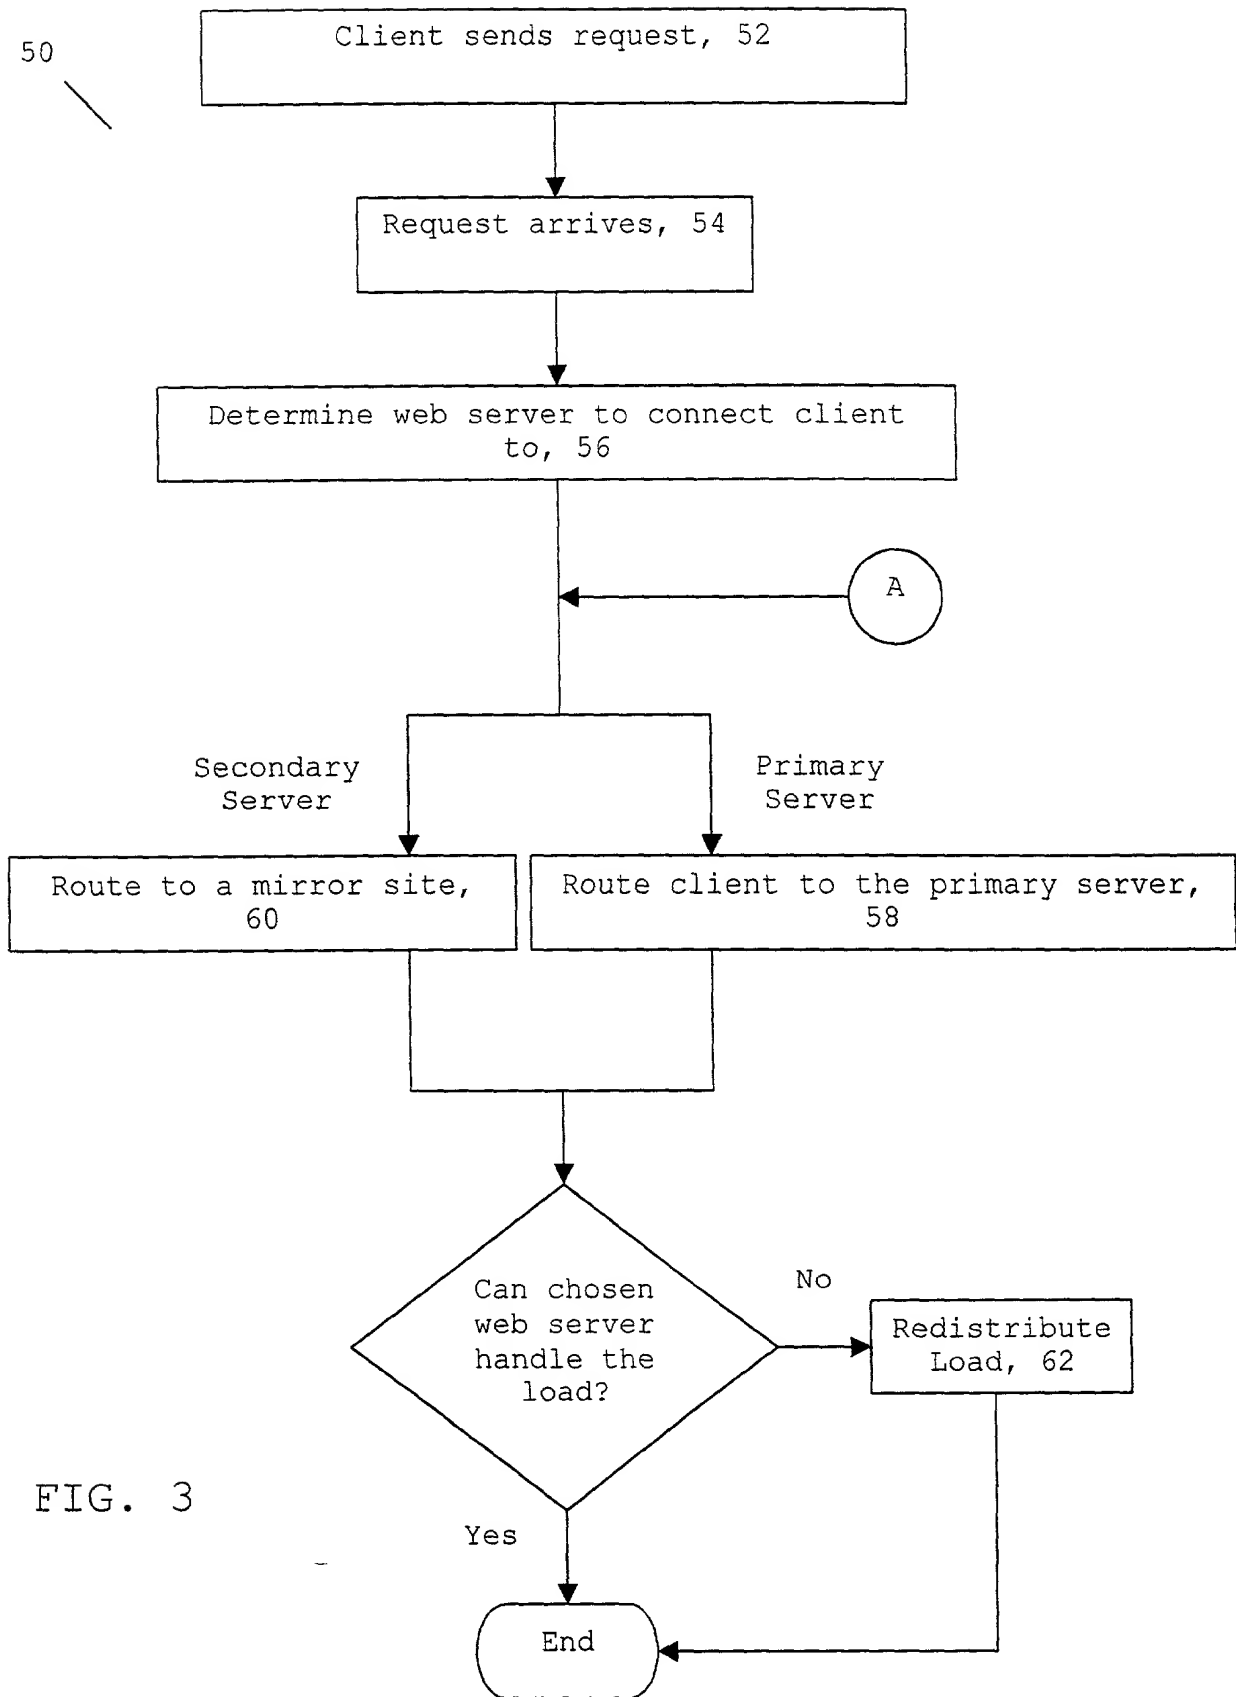 50
Client sends request, 52
Request arrives, 54
Determine web server to connect client
to, 56
A
Secondary
Server
Primary
Server
Route to a mirror site,
60
Route client to the primary server,
58
Can chosen
web server
handle the
load?
No
Redistribute
Load, 62
FIG. 3
Yes
End